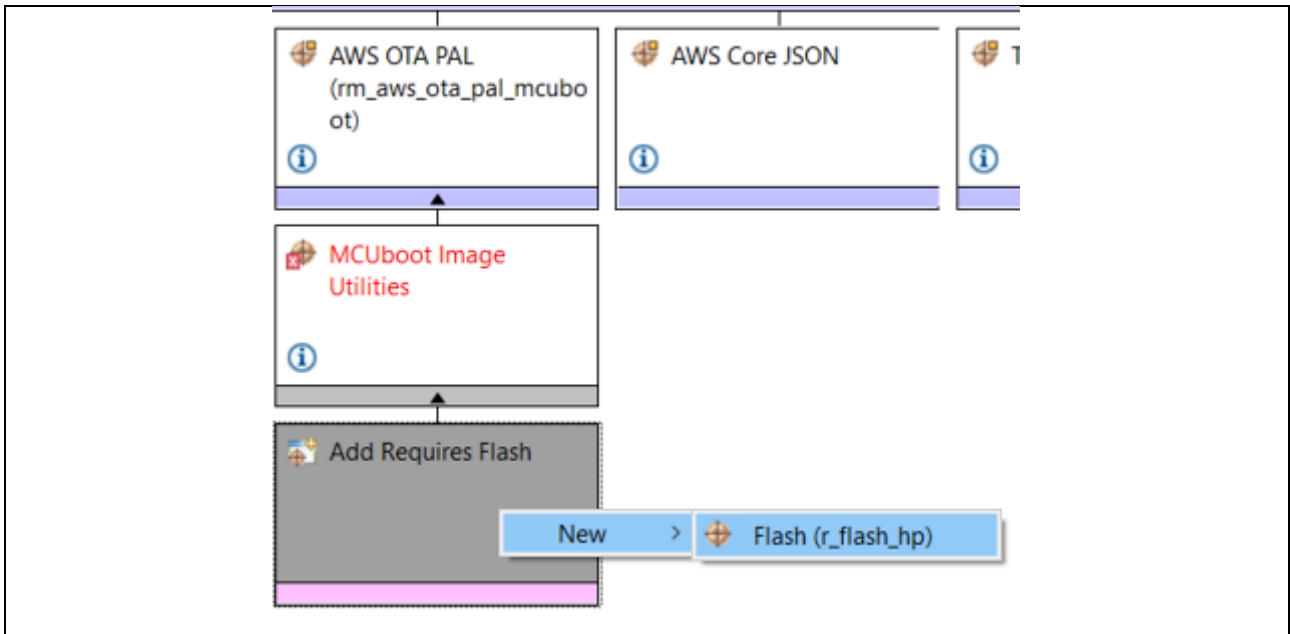 AWS OTA PAL
(rm_aws_ota_pal_mcubo
ot)
AWS Core JSON
MCUboot Image
Utilities
Add Requires Flash
New >
Flash (r_flash_hp)